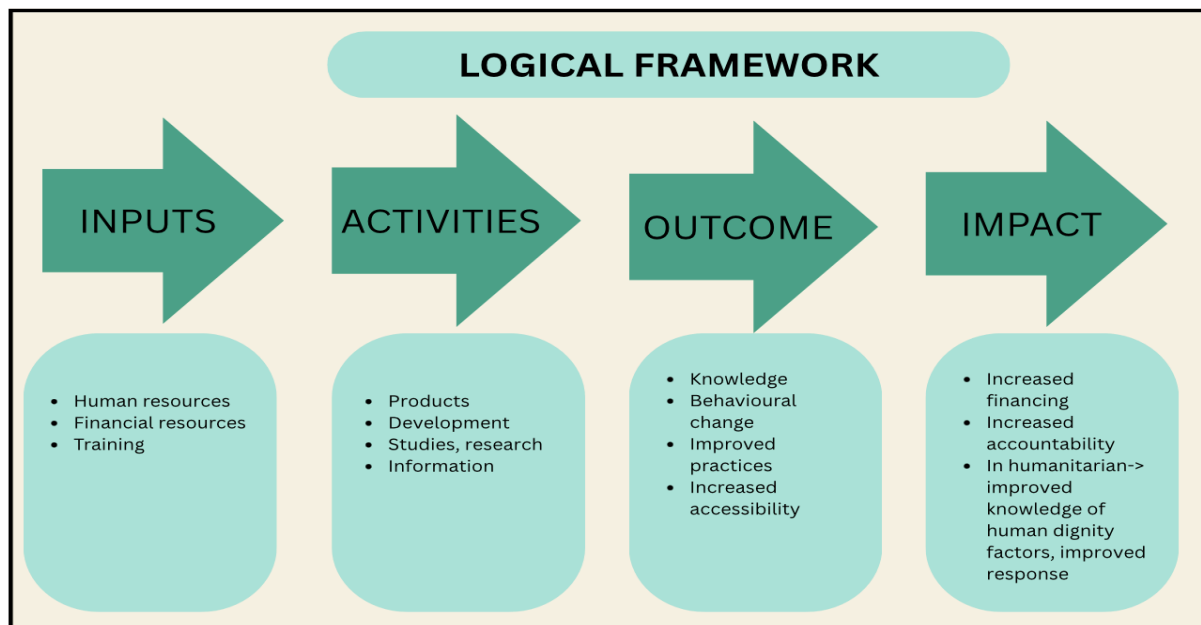 LOGICAL FRAMEWORK
INPUTS
ACTIVITIES
OUTCOME
IMPACT
• Human resources
• Financial resources
• Training
• Products
• Development
• Studies, research
• Information
• Knowledge
• Behavioural
change
• Improved
practices
• Increased
accessibility
• Increased
financing
• Increased
accountability
• In humanitarian->
improved
knowledge of
human dignity
factors, improved
response